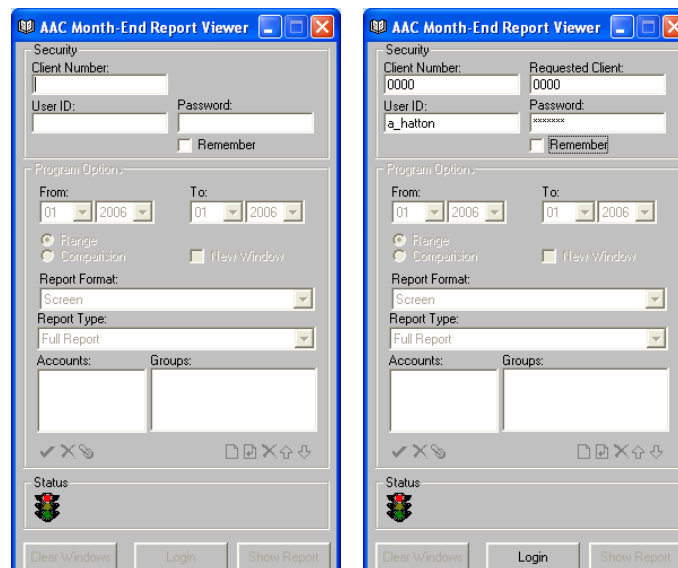 AAC Month-End Report Viewer
Security
Client Number:
User ID: Password:
Remember
Program Options
From: To:
01 2006 01 2006
Range
Comparision New Window
Report Format:
Screen
Report Type:
Full Report
Accounts: Groups:
Status
Clear Windows Login Show Report
AAC Month-End Report Viewer
Security
Client Number: Requested Client:
0000 0000
User ID: Password:
a_hatton xxxxxxx
Remember
Program Options
From: To:
01 2006 01 2006
Range
Comparision New Window
Report Format:
Screen
Report Type:
Full Report
Accounts: Groups:
Status
Clear Windows Login Show Report